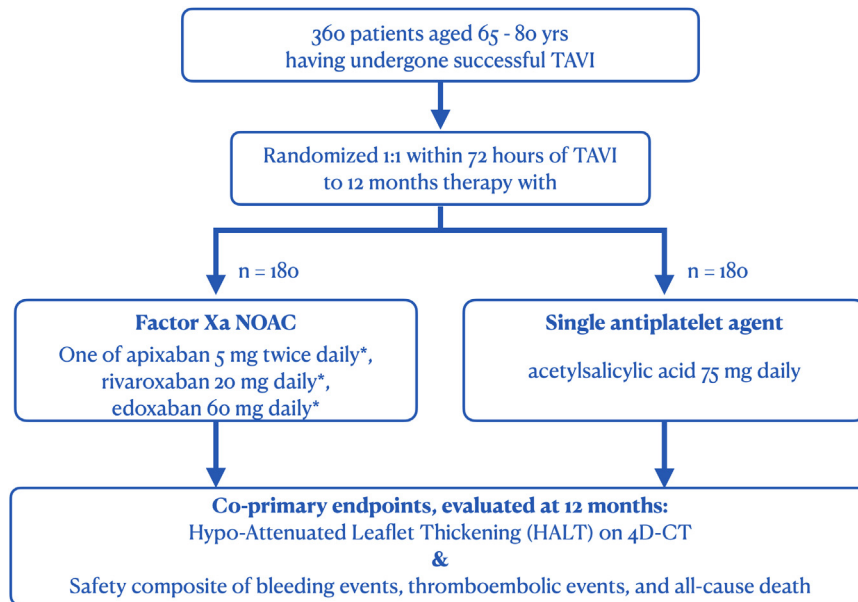 360 patients aged 65 - 80 yrs
having undergone successful TAVI
Randomized 1:1 within 72 hours of TAVI
to 12 months therapy with
n = 180
n = 180
Factor Xa NOAC
One of apixaban 5 mg twice daily*,
rivaroxaban 20 mg daily*,
edoxaban 60 mg daily*
Single antiplatelet agent
acetylsalicylic acid 75 mg daily
Co-primary endpoints, evaluated at 12 months:
Hypo-Attenuated Leaflet Thickening (HALT) on 4D-CT
&
Safety composite of bleeding events, thromboembolic events, and all-cause death